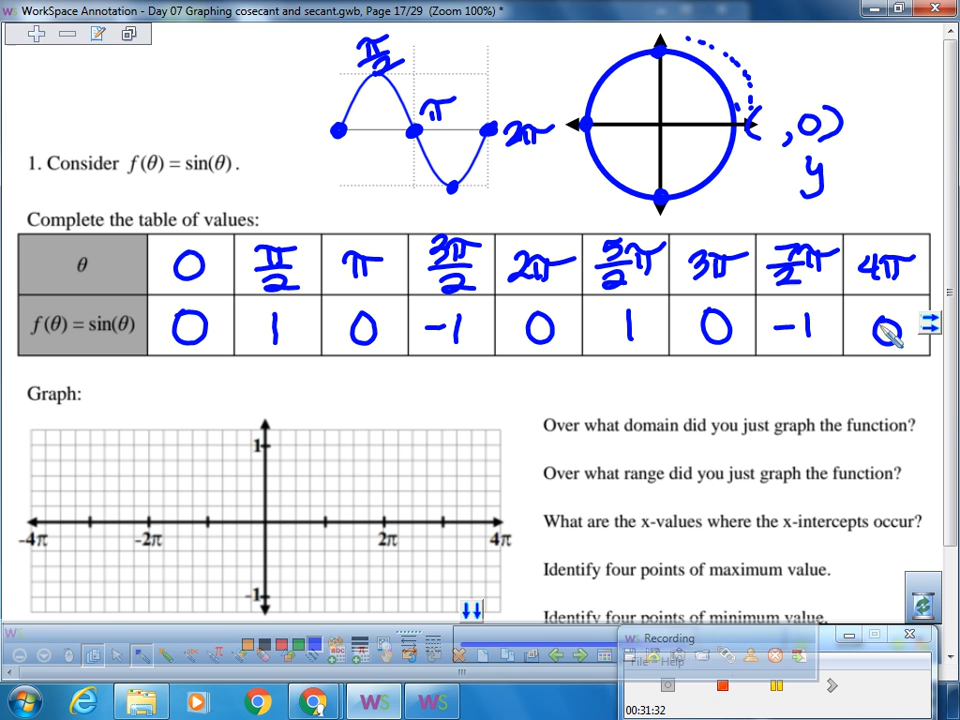 WorkSpace Annotation - Day 07 Graphing cosecant and secant.gwb, Page 17/29 (Zoom 100%) *
π/2
π
2π
( , 0)
y
1. Consider f(θ) = sin(θ).
Complete the table of values:
θ 0 π/2 π 3π/2 2π 5/2π 3π 7/2π 4π
f(θ) = sin(θ) 0 1 0 -1 0 1 0 -1 0
Graph:
1
-4π -2π 2π 4π
-1
Over what domain did you just graph the function?
Over what range did you just graph the function?
What are the x-values where the x-intercepts occur?
Identify four points of maximum value.
Identify four points of minimum value.
Recording
File Help
00:31:32